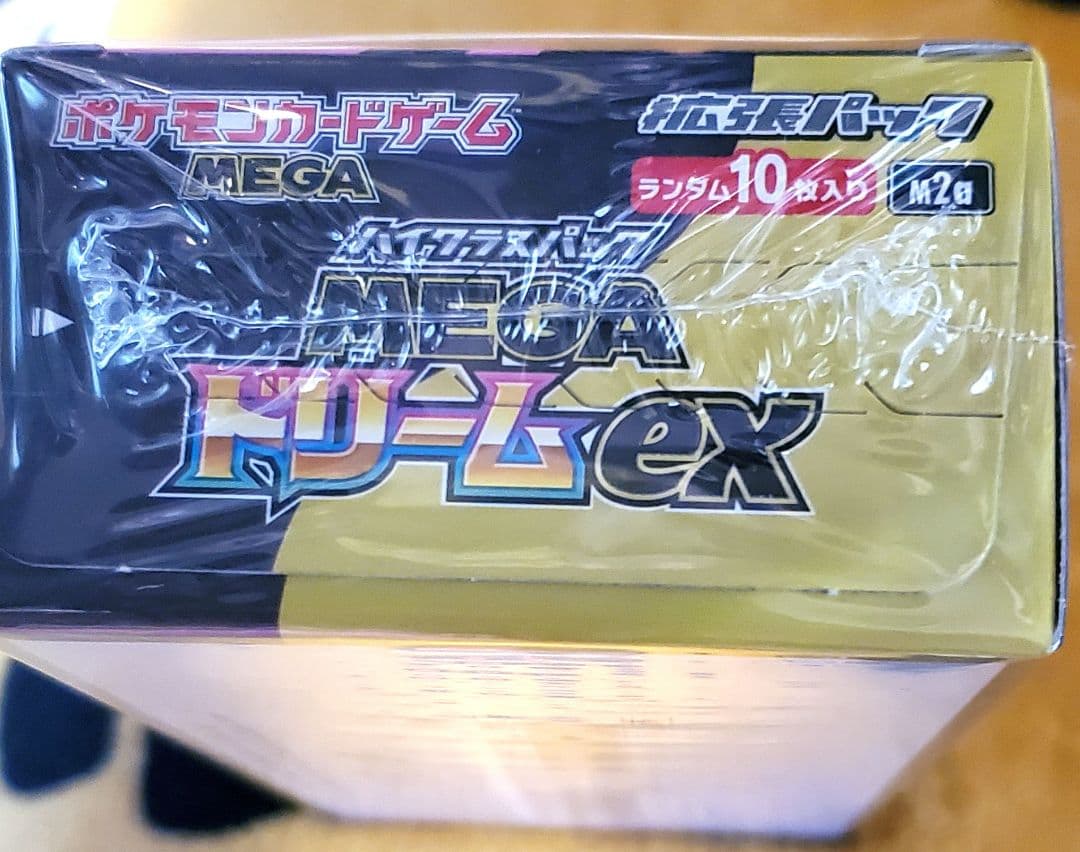 ポケモンカードゲーム
MEGA
拡張パック
ランダム10枚入り
M2a
ハイクラスパック
MEGA
ドリームex